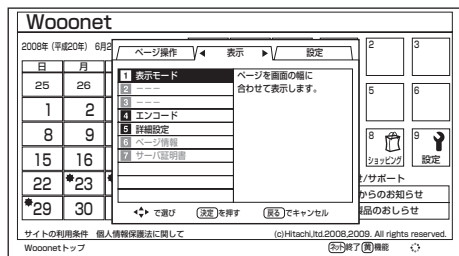 Wooonet
2008年（平成20年） 6月2
ページ操作 ◀ 表示 ▶ 設定
2 3
日 月
1 表示モード
2 −−−
3 −−−
4 エンコード
5 詳細設定
6 ページ情報
7 サーバ証明書
ページを画面の幅に
合わせて表示します。
25 26
5 6
1 2
8 9
8 9
ショッピング 設定
15 16
22 *23
/サポート
からのお知らせ
*29 30
製品のおしらせ
で選び 決定を押す 戻るでキャンセル
サイトの利用条件 個人情報保護法に関して (c)Hitachi,ltd.2008,2009. All rights reserved.
Wooonetトップ ネット終了 黄機能